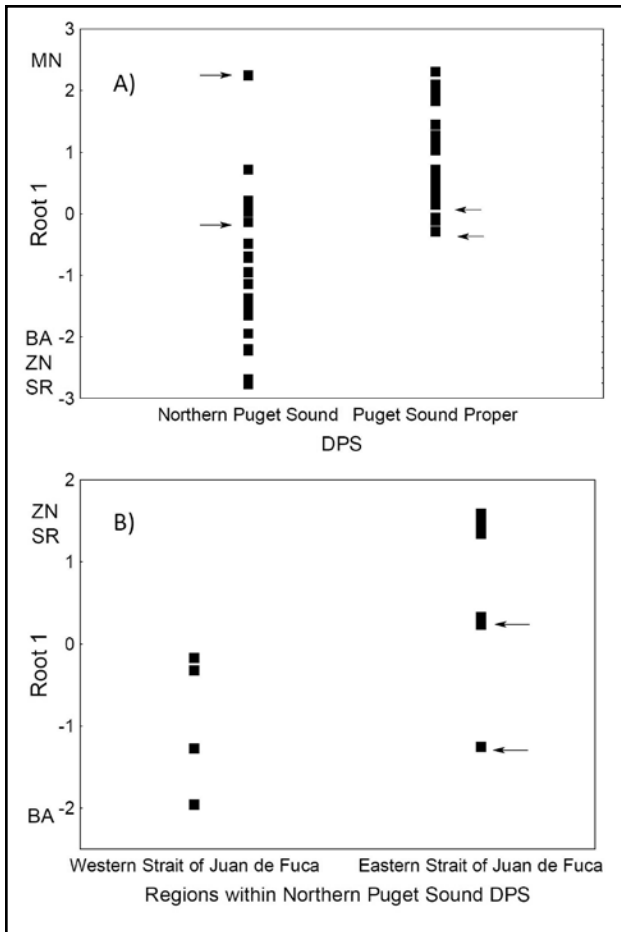 3
MN
A)
2
1
Root 1
0
-1
-2
BA
ZN
SR
-3
Northern Puget Sound
Puget Sound Proper
DPS
2
ZN
SR
B)
1
0
Root 1
-1
-2
BA
Western Strait of Juan de Fuca
Eastern Strait of Juan de Fuca
Regions within Northern Puget Sound DPS